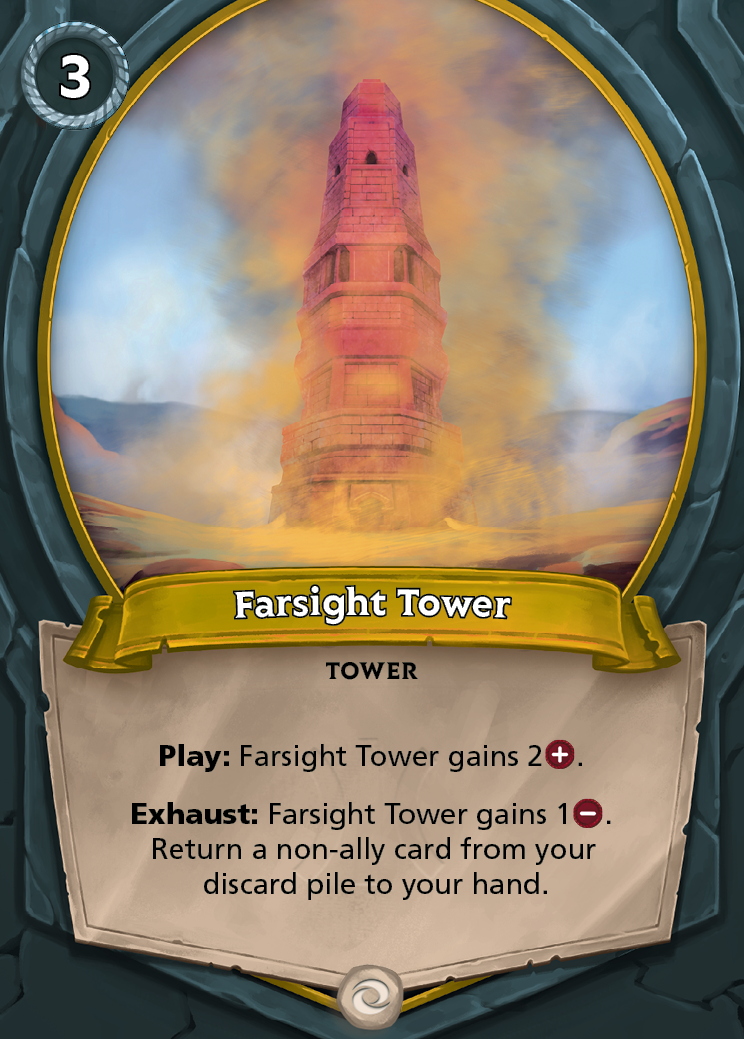 3
Farsight Tower
TOWER
Play: Farsight Tower gains 2+.
Exhaust: Farsight Tower gains 1−.
Return a non-ally card from your
discard pile to your hand.